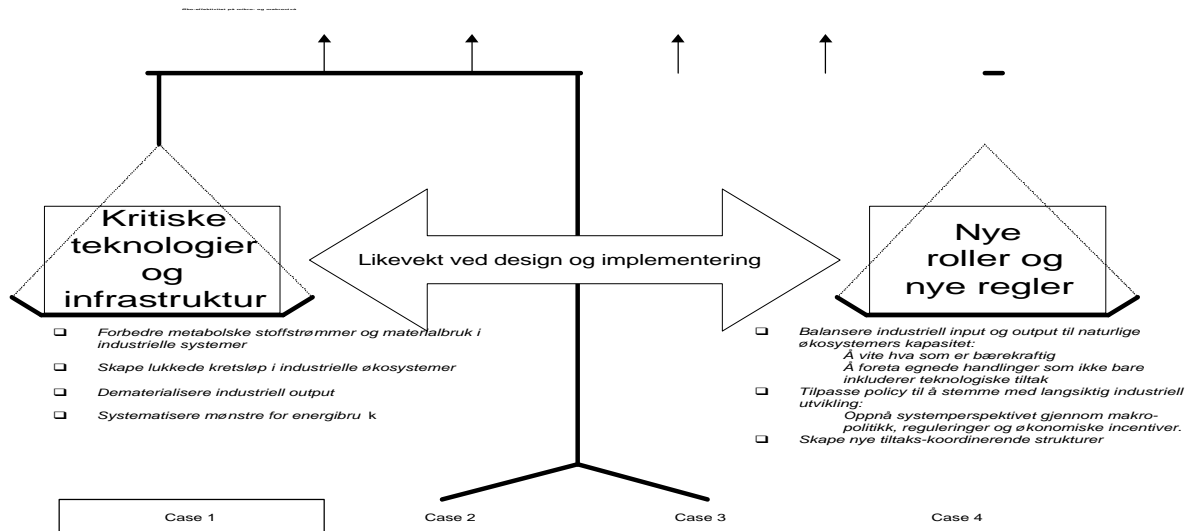 Kritiske
teknologier
og
infrastruktur
Likevekt ved design og implementering
Nye
roller og
nye regler
Forbedre metabolske stoffstrømmer og materialbruk i
industrielle systemer
Skape lukkede kretsløp i industrielle økosystemer
Dematerialisere industriell output
Systematisere mønstre for energibru k
Balansere industriell input og output til naturlige
økosystemers kapasitet:
Å vite hva som er bærekraftig
Å foreta egnede handlinger som ikke bare
inkluderer teknologiske tiltak
Tilpasse policy til å stemme med langsiktig industriell
utvikling:
Oppnå systemperspektivet gjennom makro-
politikk, reguleringer og økonomiske incentiver.
Skape nye tiltaks-koordinerende strukturer
Case 1
Case 2
Case 3
Case 4